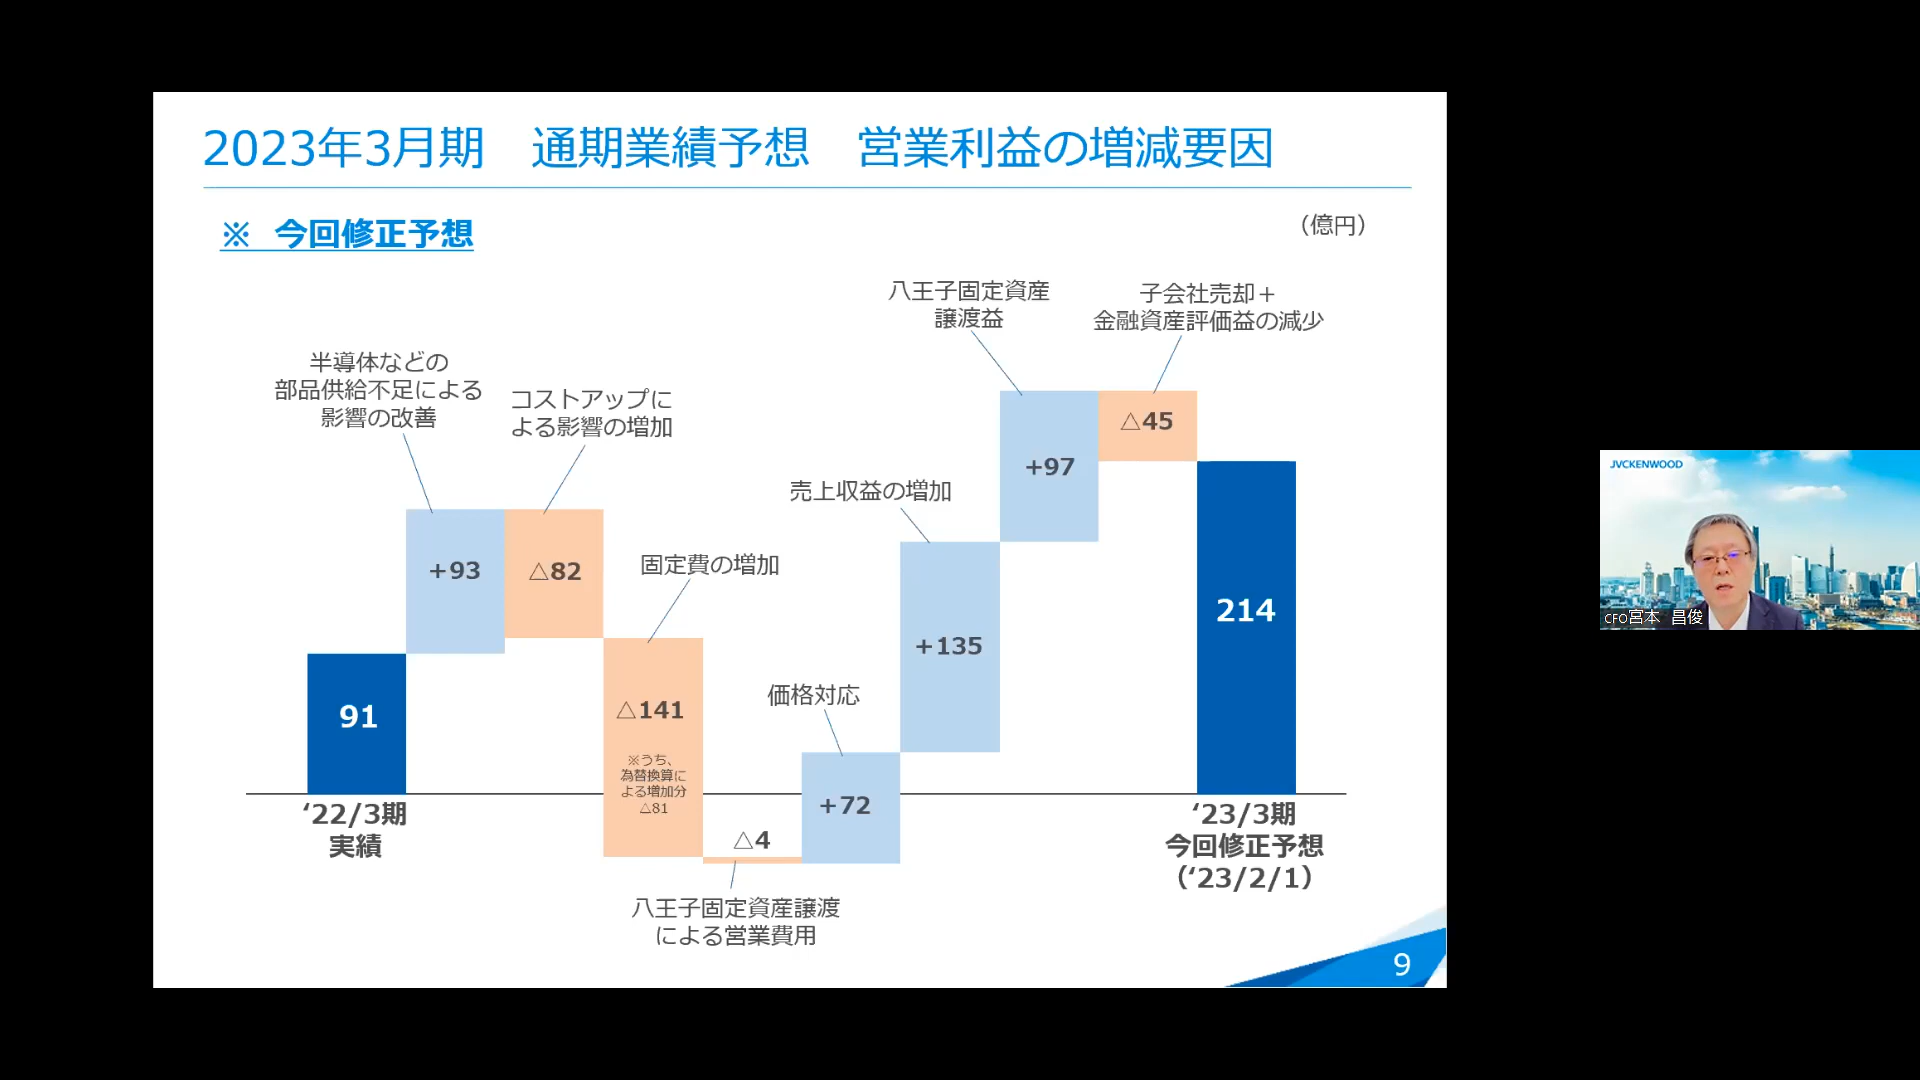 2023年3月期　通期業績予想　営業利益の増減要因
※　今回修正予想
（億円）
半導体などの
部品供給不足による
影響の改善
コストアップに
よる影響の増加
固定費の増加
価格対応
売上収益の増加
八王子固定資産
譲渡益
子会社売却＋
金融資産評価益の減少
91
+93
△82
△141
※うち、
為替換算に
よる増加分
△81
△4
+72
+135
+97
△45
214
八王子固定資産譲渡
による営業費用
‘22/3期
実績
‘23/3期
今回修正予想
（‘23/2/1）
9
JVCKENWOOD
CFO宮本　昌俊